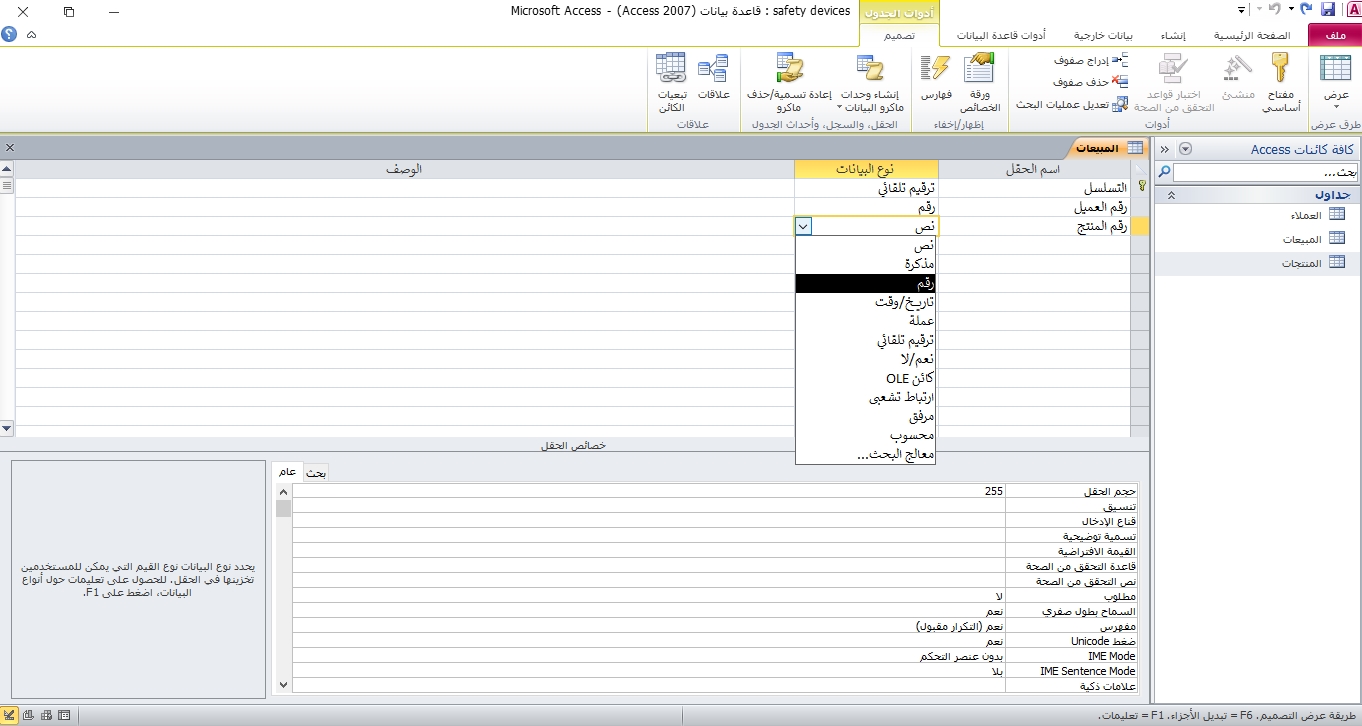 safety devices : قاعدة بيانات (Access 2007) - Microsoft Access
أدوات الجدول
ملف
الصفحة الرئيسية
إنشاء
بيانات خارجية
أدوات قاعدة البيانات
تصميم
عرض
طرق عرض
مفتاح أساسي
منشئ
اختبار قواعد التحقق من الصحة
إدراج صفوف
حذف صفوف
تعديل عمليات البحث
أدوات
ورقة الخصائص
فهارس
إظهار/إخفاء
إنشاء وحدات ماكرو البيانات
إعادة تسمية/حذف ماكرو
الحقل، والسجل، وأحداث الجدول
علاقات
تبعيات الكائن
علاقات
كافة كائنات Access
بحث...
جداول
العملاء
المبيعات
المنتجات
المبيعات
اسم الحقل نوع البيانات الوصف
التسلسل ترقيم تلقائي
رقم العميل رقم
رقم المنتج نص
نص
مذكرة
رقم
تاريخ/وقت
عملة
ترقيم تلقائي
نعم/لا
كائن OLE
ارتباط تشعبى
مرفق
محسوب
معالج البحث...
خصائص الحقل
عام بحث
حجم الحقل 255
تنسيق
قناع الإدخال
تسمية توضيحية
القيمة الافتراضية
قاعدة التحقق من الصحة
نص التحقق من الصحة
مطلوب لا
السماح بطول صفري نعم
مفهرس نعم (التكرار مقبول)
ضغط Unicode نعم
IME Mode بدون عنصر التحكم
IME Sentence Mode بلا
علامات ذكية
يحدد نوع البيانات نوع القيم التي يمكن للمستخدمين
تخزينها في الحقل. للحصول على تعليمات حول أنواع
البيانات، اضغط على F1.
طريقة عرض التصميم. F6 = تبديل الأجزاء. F1 = تعليمات.